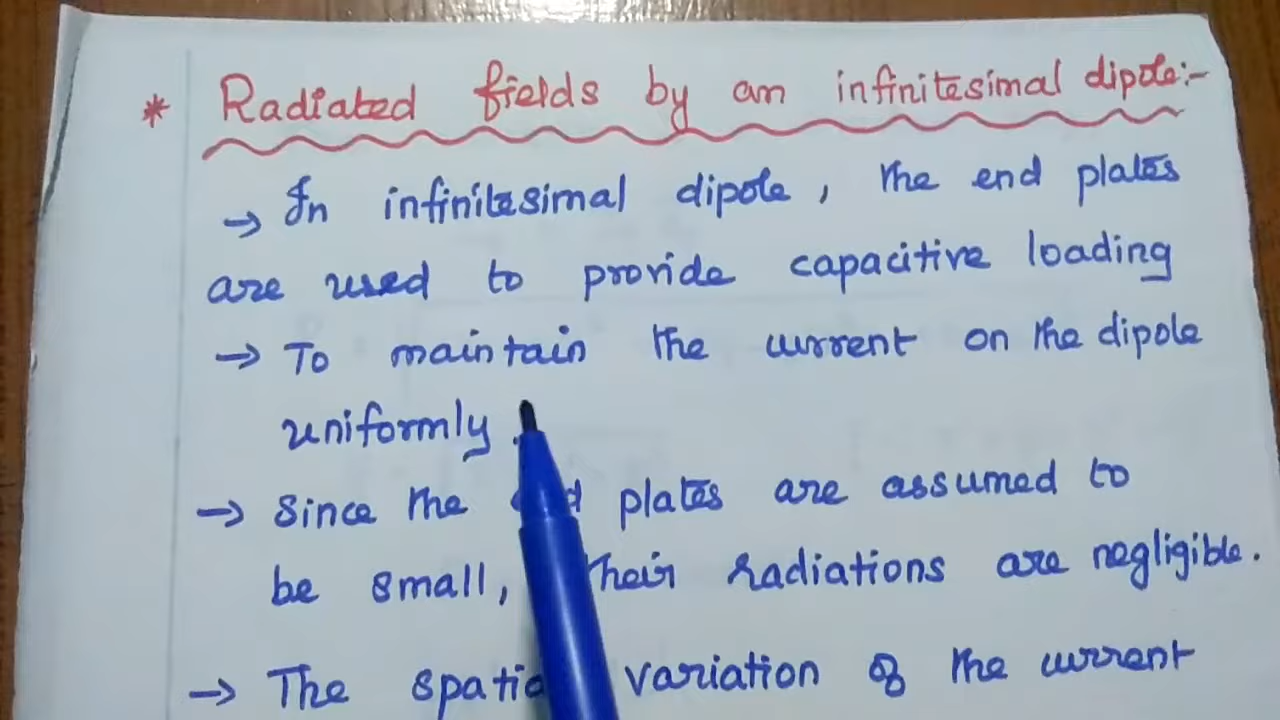 * Radiated fields by an infinitesimal dipole:-
→ In infinitesimal dipole, the end plates
are used to provide capacitive loading
→ To maintain the current on the dipole
uniformly.
→ Since the plates are assumed to
be small, their radiations are negligible.
→ The variation of the current